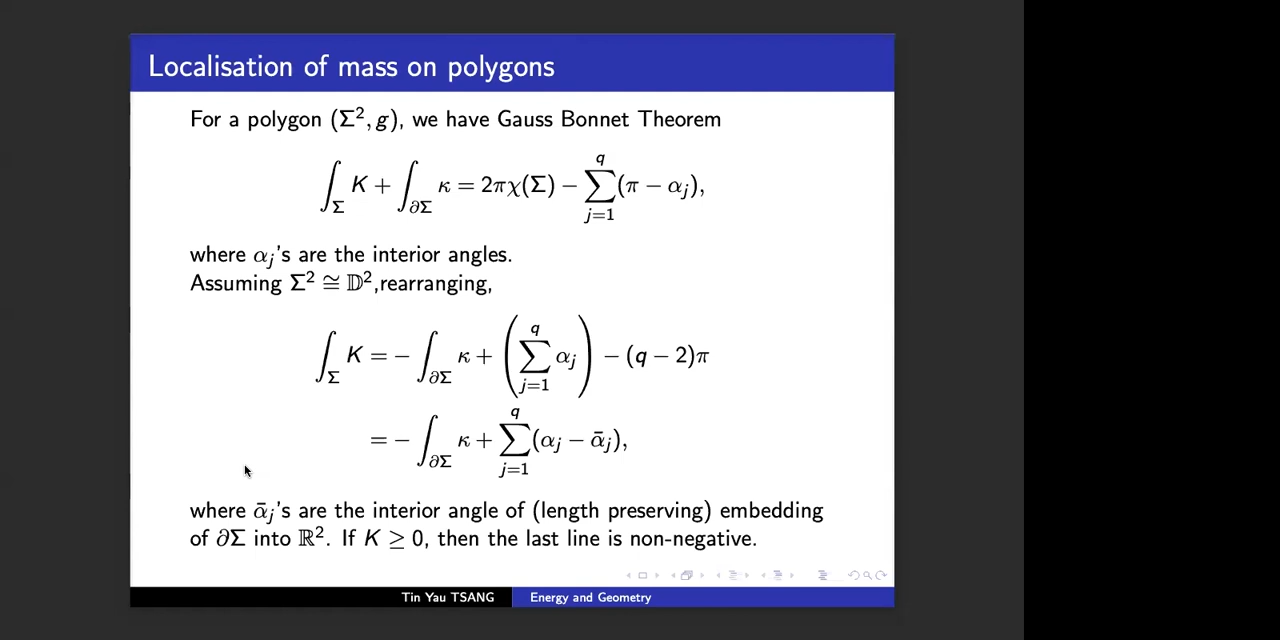 Localisation of mass on polygons
For a polygon (Σ², g), we have Gauss Bonnet Theorem
∫_Σ K + ∫_∂Σ κ = 2πχ(Σ) − ∑_{j=1}^{q} (π − α_j),
where α_j's are the interior angles.
Assuming Σ² ≅ 𝔻²,rearranging,
∫_Σ K = − ∫_∂Σ κ + (∑_{j=1}^{q} α_j) − (q − 2)π
= − ∫_∂Σ κ + ∑_{j=1}^{q} (α_j − ᾱ_j),
where ᾱ_j's are the interior angle of (length preserving) embedding
of ∂Σ into ℝ². If K ≥ 0, then the last line is non-negative.
Tin Yau TSANG Energy and Geometry